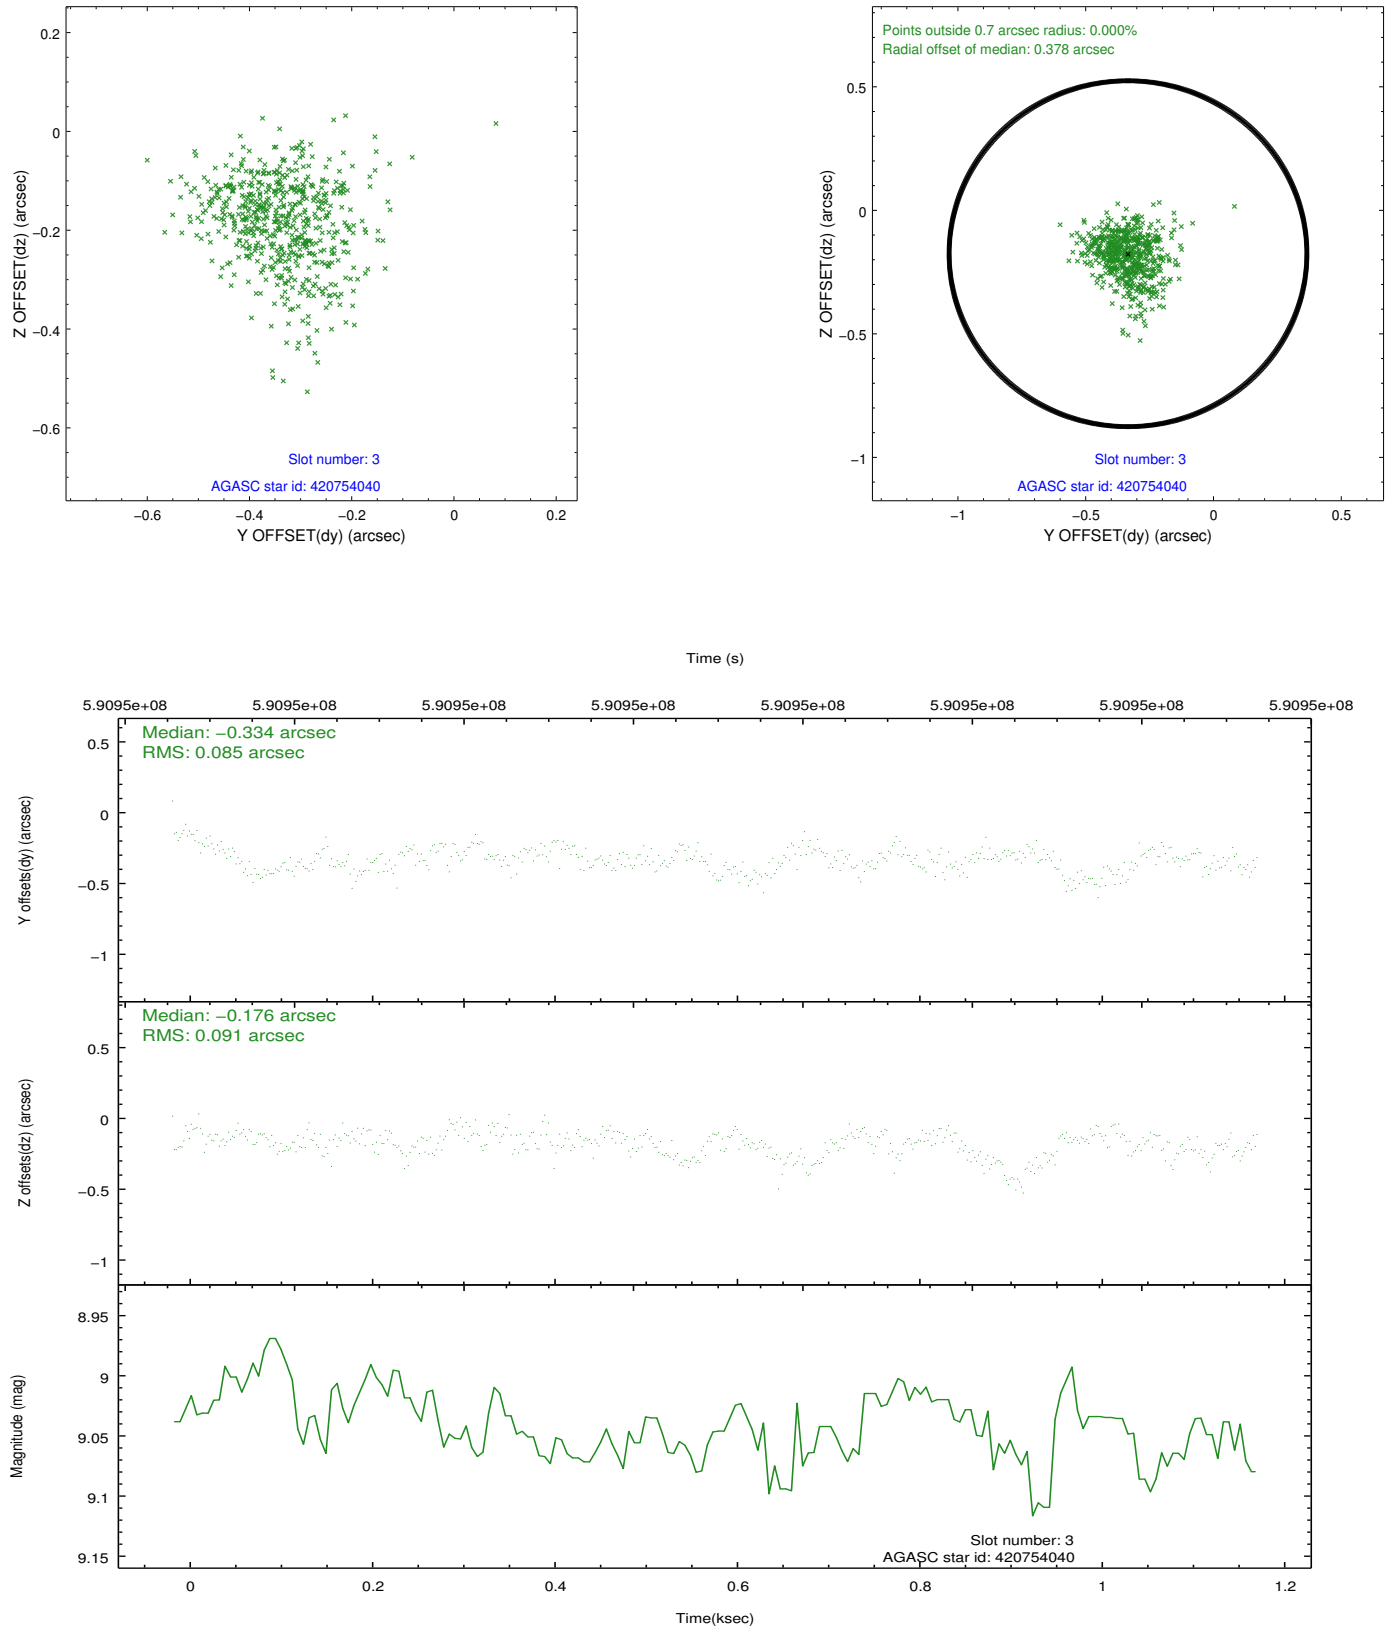 0.2
0
−0.2
−0.4
−0.6
Z OFFSET(dz) (arcsec)
Slot number: 3
AGASC star id: 420754040
−0.6 −0.4 −0.2 0 0.2
Y OFFSET(dy) (arcsec)
Points outside 0.7 arcsec radius: 0.000%
Radial offset of median: 0.378 arcsec
0.5
0
−0.5
−1
Z OFFSET(dz) (arcsec)
Slot number: 3
AGASC star id: 420754040
−1 −0.5 0 0.5
Y OFFSET(dy) (arcsec)
Time (s)
5.9095e+08 5.9095e+08 5.9095e+08 5.9095e+08 5.9095e+08 5.9095e+08 5.9095e+08 5.9095e+08
Median: −0.334 arcsec
RMS: 0.085 arcsec
0.5
0
−0.5
−1
Y offsets(dy) (arcsec)
Median: −0.176 arcsec
RMS: 0.091 arcsec
0.5
0
−0.5
−1
Z offsets(dz) (arcsec)
8.95
9
9.05
9.1
9.15
Magnitude (mag)
Slot number: 3
AGASC star id: 420754040
0 0.2 0.4 0.6 0.8 1 1.2
Time(ksec)